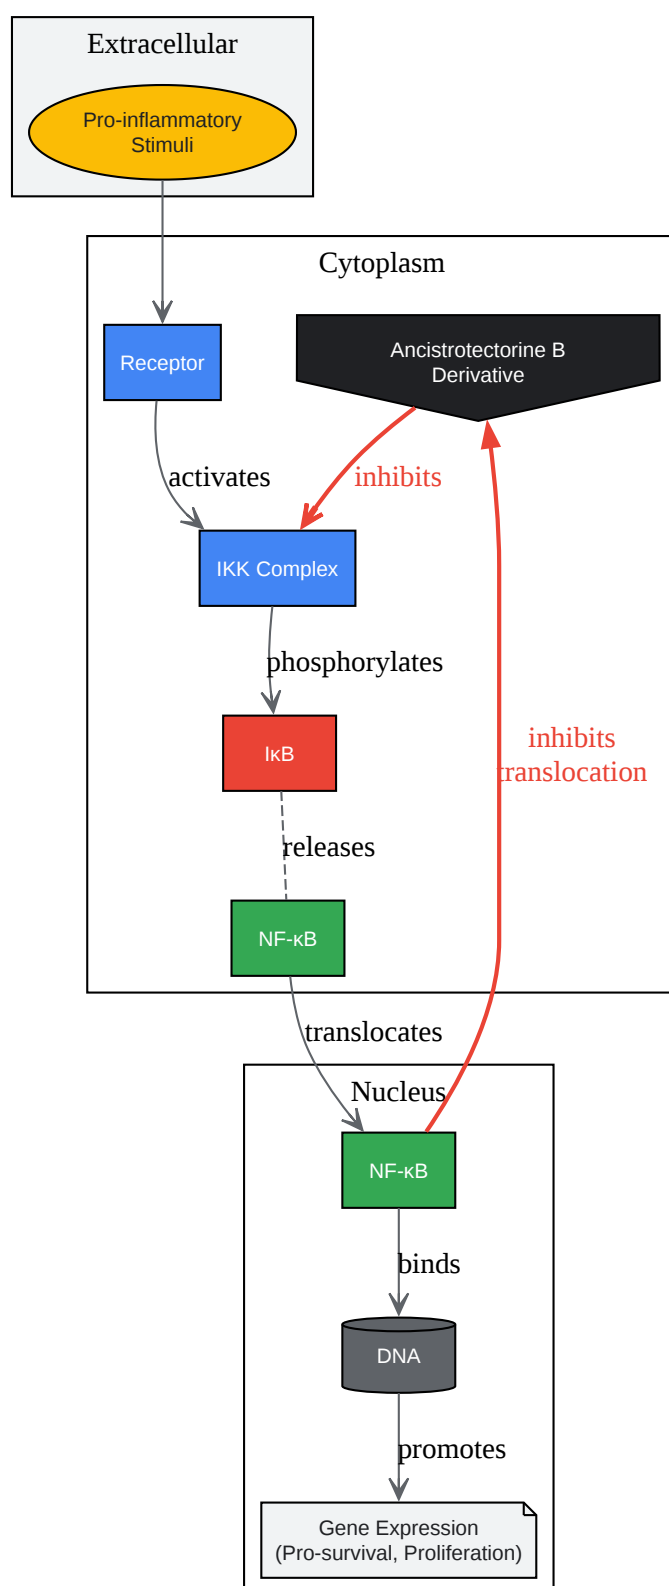 Extracellular
Pro-inflammatory
Stimuli
Cytoplasm
Receptor
Ancistrotectorine B
Derivative
activates
inhibits
IKK Complex
phosphorylates
IκB
inhibits
translocation
releases
NF-κB
translocates
Nucleus
NF-κB
binds
DNA
promotes
Gene Expression
(Pro-survival, Proliferation)